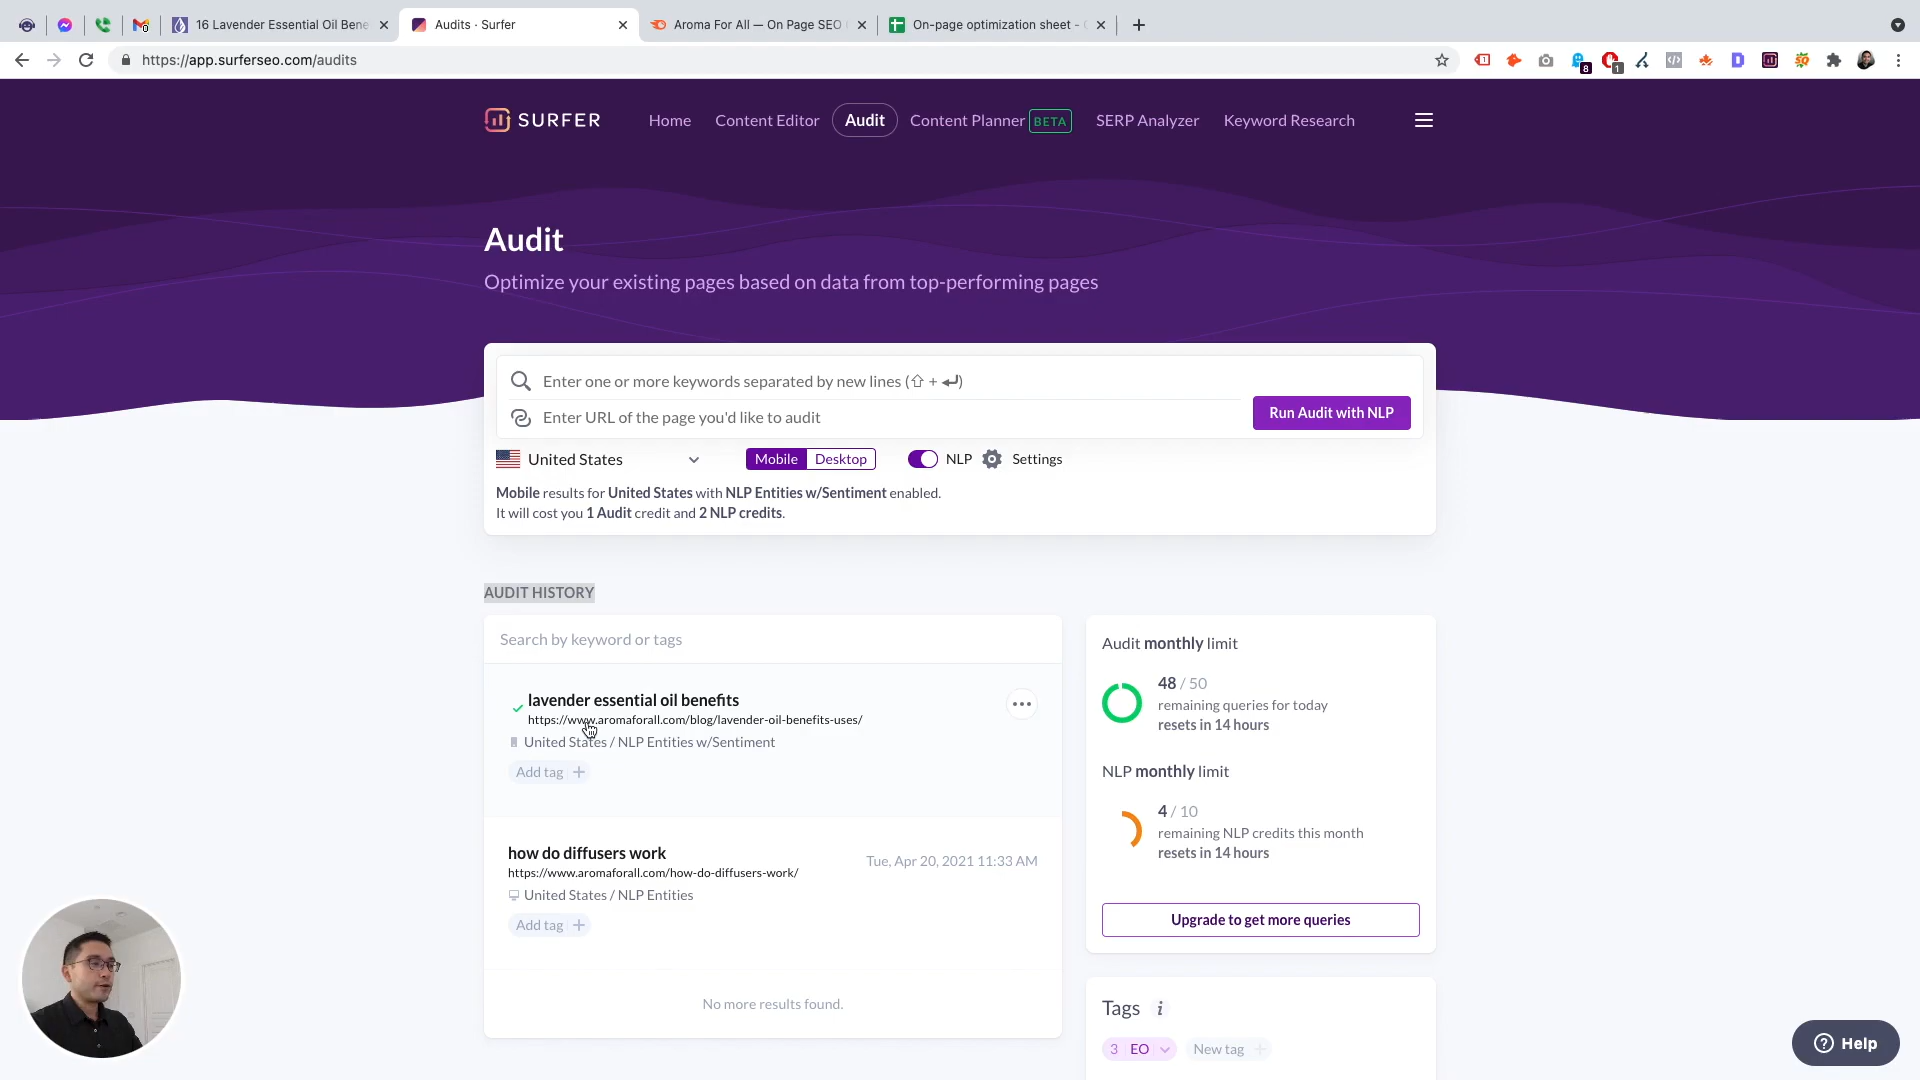 16 Lavender Essential Oil Bene
Audits · Surfer
Aroma For All — On Page SEO
On-page optimization sheet -
https://app.surferseo.com/audits
SURFER
Home
Content Editor
Audit
Content Planner BETA
SERP Analyzer
Keyword Research
Audit
Optimize your existing pages based on data from top-performing pages
Enter one or more keywords separated by new lines (⇧ + ↵)
Enter URL of the page you'd like to audit
Run Audit with NLP
United States
Mobile Desktop
NLP
Settings
Mobile results for United States with NLP Entities w/Sentiment enabled.
It will cost you 1 Audit credit and 2 NLP credits.
AUDIT HISTORY
Search by keyword or tags
lavender essential oil benefits
https://www.aromaforall.com/blog/lavender-oil-benefits-uses/
United States / NLP Entities w/Sentiment
Add tag +
how do diffusers work
Tue, Apr 20, 2021 11:33 AM
https://www.aromaforall.com/how-do-diffusers-work/
United States / NLP Entities
Add tag +
No more results found.
Audit monthly limit
48 / 50
remaining queries for today
resets in 14 hours
NLP monthly limit
4 / 10
remaining NLP credits this month
resets in 14 hours
Upgrade to get more queries
Tags i
3 EO
New tag +
Help